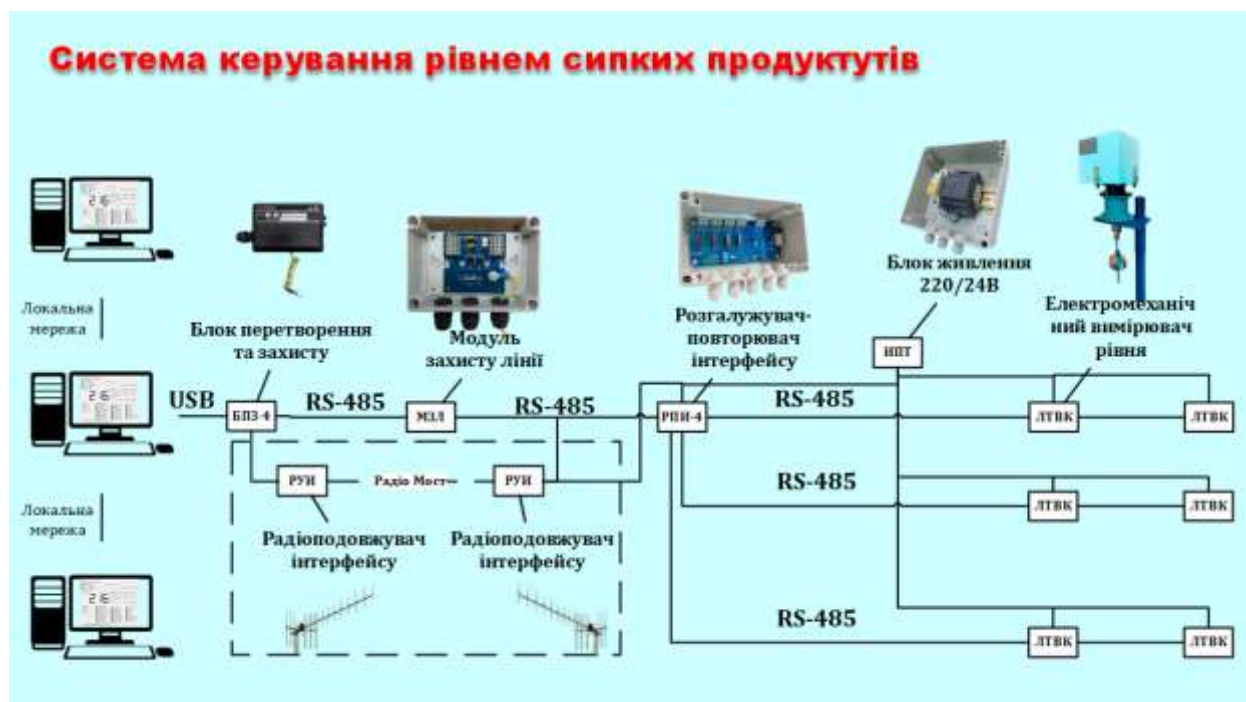 Система керування рівнем сипких продуктутів
Блок живлення
220/24В
Локальна
мережа
Блок перетворення
та захисту
Модуль
захисту лінії
Розгалужувач-
повторювач
інтерфейсу
Електромеханіч
ний вимірювач
рівня
ИПТ
USB
БПЗ-4
RS-485
МЗЛ
RS-485
РПИ-4
RS-485
ЛТВК
ЛТВК
РУИ
Радіо Мост
РУИ
RS-485
ЛТВК
ЛТВК
Локальна
мережа
Радіоподовжувач
інтерфейсу
Радіоподовжувач
інтерфейсу
RS-485
ЛТВК
ЛТВК